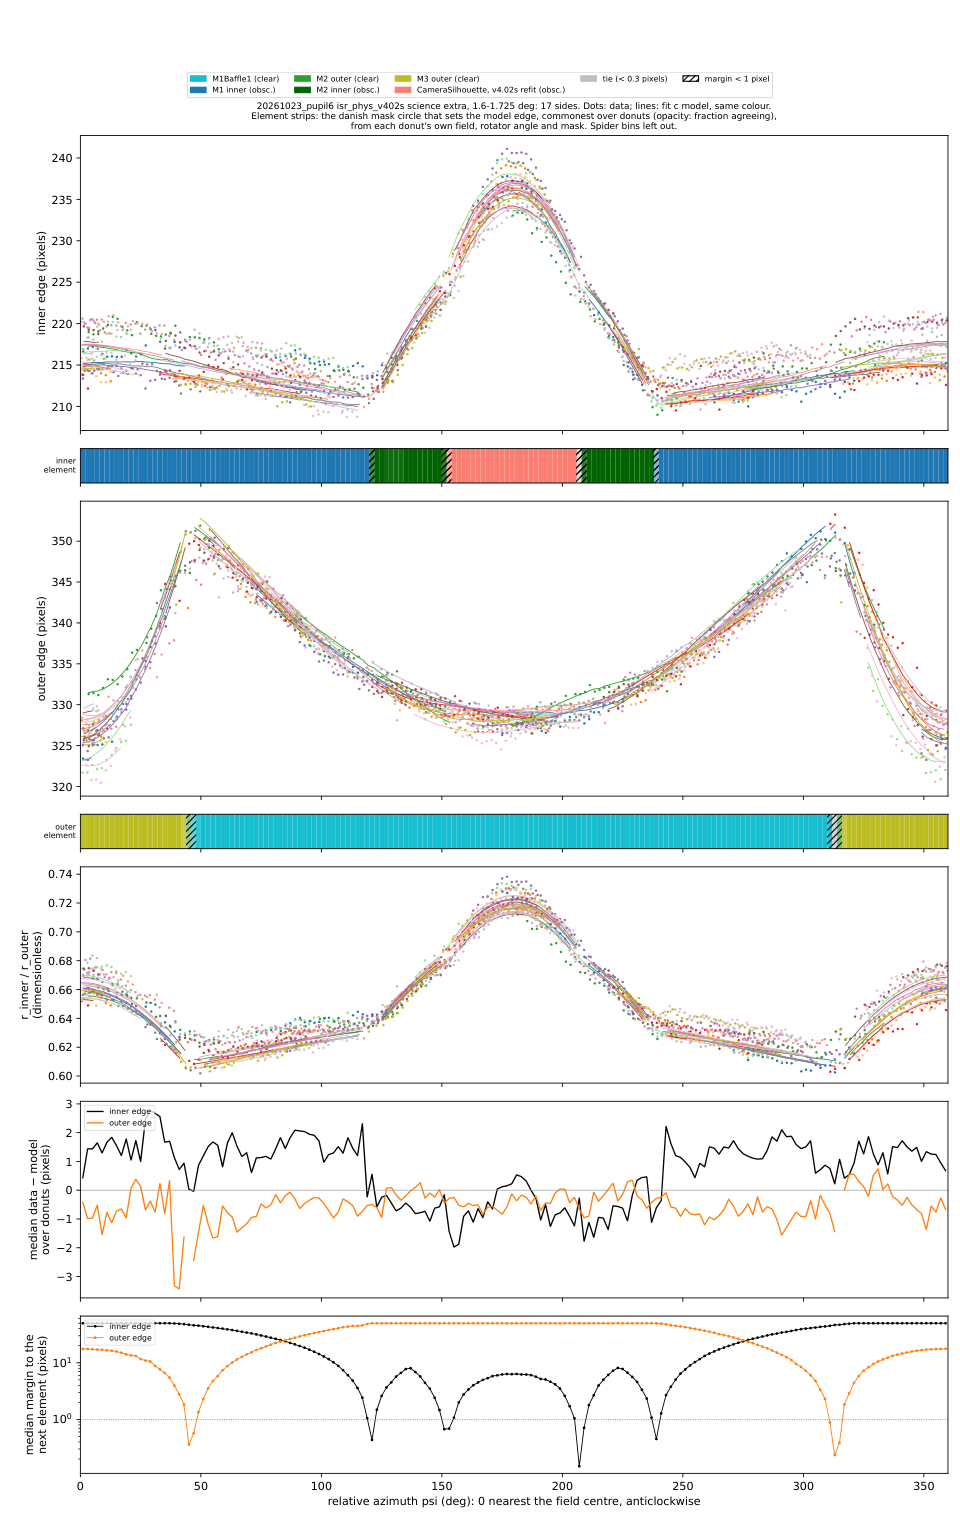 M1Baffle1 (clear)
M1 inner (obsc.)
M2 outer (clear)
M2 inner (obsc.)
M3 outer (clear)
CameraSilhouette, v4.02s refit (obsc.)
tie (< 0.3 pixels)
margin < 1 pixel
20261023_pupil6 isr_phys_v402s science extra, 1.6-1.725 deg: 17 sides. Dots: data; lines: fit c model, same colour.
Element strips: the danish mask circle that sets the model edge, commonest over donuts (opacity: fraction agreeing),
from each donut's own field, rotator angle and mask. Spider bins left out.
240
235
230
225
220
215
210
inner edge (pixels)
inner
element
350
345
340
335
330
325
320
outer edge (pixels)
outer
element
0.74
0.72
0.70
0.68
0.66
0.64
0.62
0.60
r_inner / r_outer
(dimensionless)
3
2
1
0
−1
−2
−3
median data − model
over donuts (pixels)
inner edge
outer edge
10¹
10⁰
median margin to the
next element (pixels)
inner edge
outer edge
0
50
100
150
200
250
300
350
relative azimuth psi (deg): 0 nearest the field centre, anticlockwise